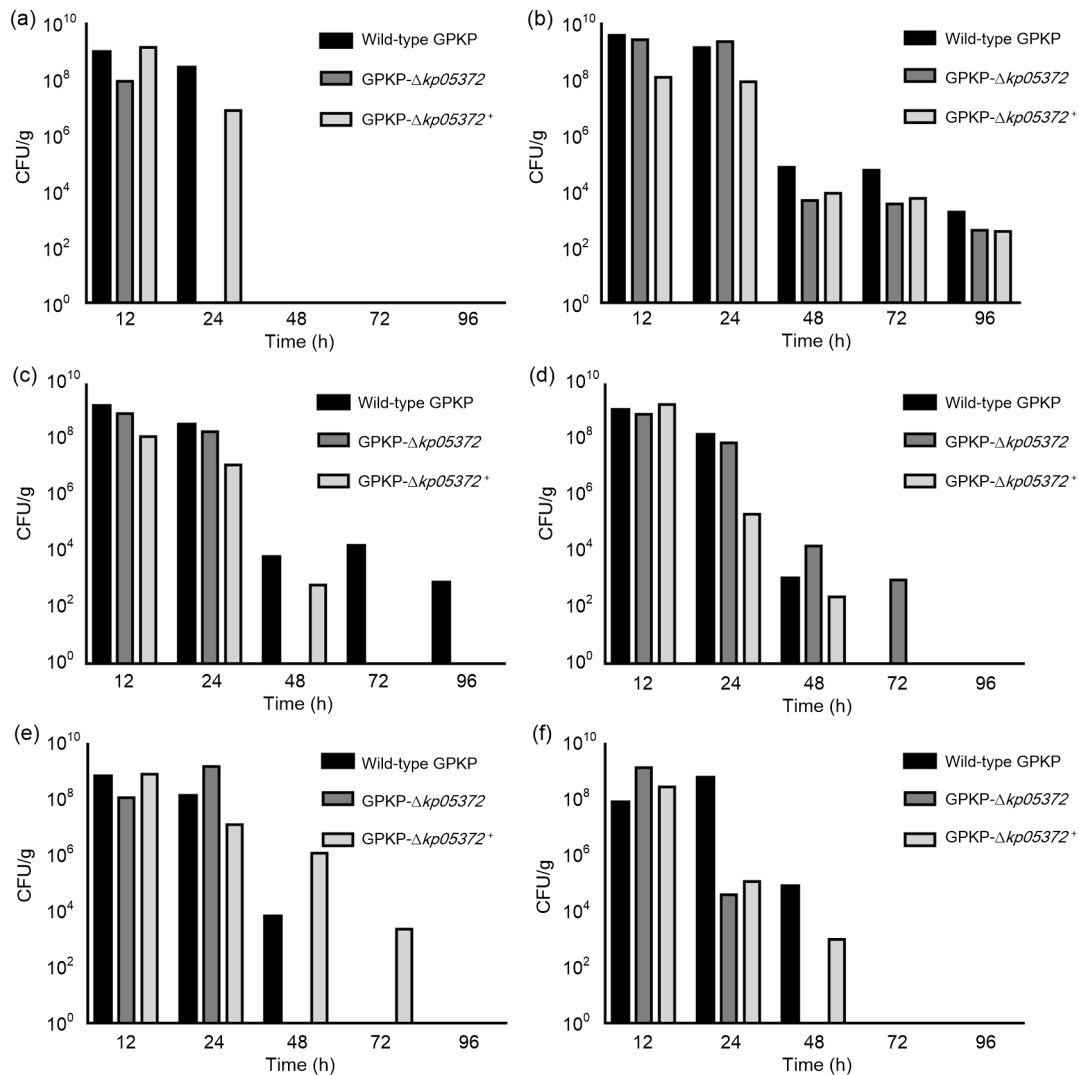 (a)
10^10
10^8
10^6
10^4
10^2
10^0
CFU/g
Wild-type GPKP
GPKP-Δkp05372
GPKP-Δkp05372+
12 24 48 72 96
Time (h)
(b)
10^10
10^8
10^6
10^4
10^2
10^0
CFU/g
Wild-type GPKP
GPKP-Δkp05372
GPKP-Δkp05372+
12 24 48 72 96
Time (h)
(c)
10^10
10^8
10^6
10^4
10^2
10^0
CFU/g
Wild-type GPKP
GPKP-Δkp05372
GPKP-Δkp05372+
12 24 48 72 96
Time (h)
(d)
10^10
10^8
10^6
10^4
10^2
10^0
CFU/g
Wild-type GPKP
GPKP-Δkp05372
GPKP-Δkp05372+
12 24 48 72 96
Time (h)
(e)
10^10
10^8
10^6
10^4
10^2
10^0
CFU/g
Wild-type GPKP
GPKP-Δkp05372
GPKP-Δkp05372+
12 24 48 72 96
Time (h)
(f)
10^10
10^8
10^6
10^4
10^2
10^0
CFU/g
Wild-type GPKP
GPKP-Δkp05372
GPKP-Δkp05372+
12 24 48 72 96
Time (h)